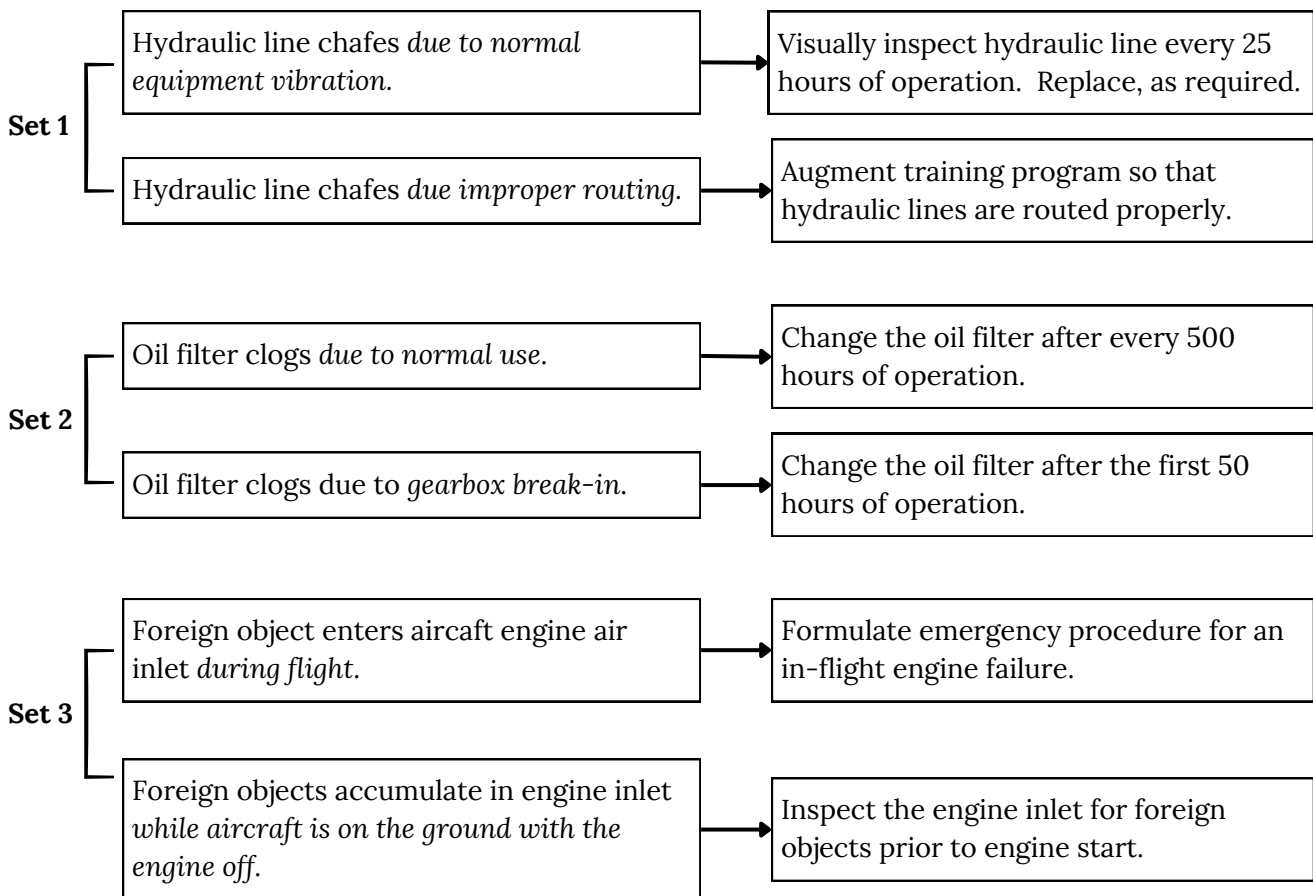 Set 1
Hydraulic line chafes due to normal
equipment vibration.
Visually inspect hydraulic line every 25
hours of operation.  Replace, as required.
Hydraulic line chafes due improper routing.
Augment training program so that
hydraulic lines are routed properly.
Set 2
Oil filter clogs due to normal use.
Change the oil filter after every 500
hours of operation.
Oil filter clogs due to gearbox break-in.
Change the oil filter after the first 50
hours of operation.
Set 3
Foreign object enters aircaft engine air
inlet during flight.
Formulate emergency procedure for an
in-flight engine failure.
Foreign objects accumulate in engine inlet
while aircraft is on the ground with the
engine off.
Inspect the engine inlet for foreign
objects prior to engine start.